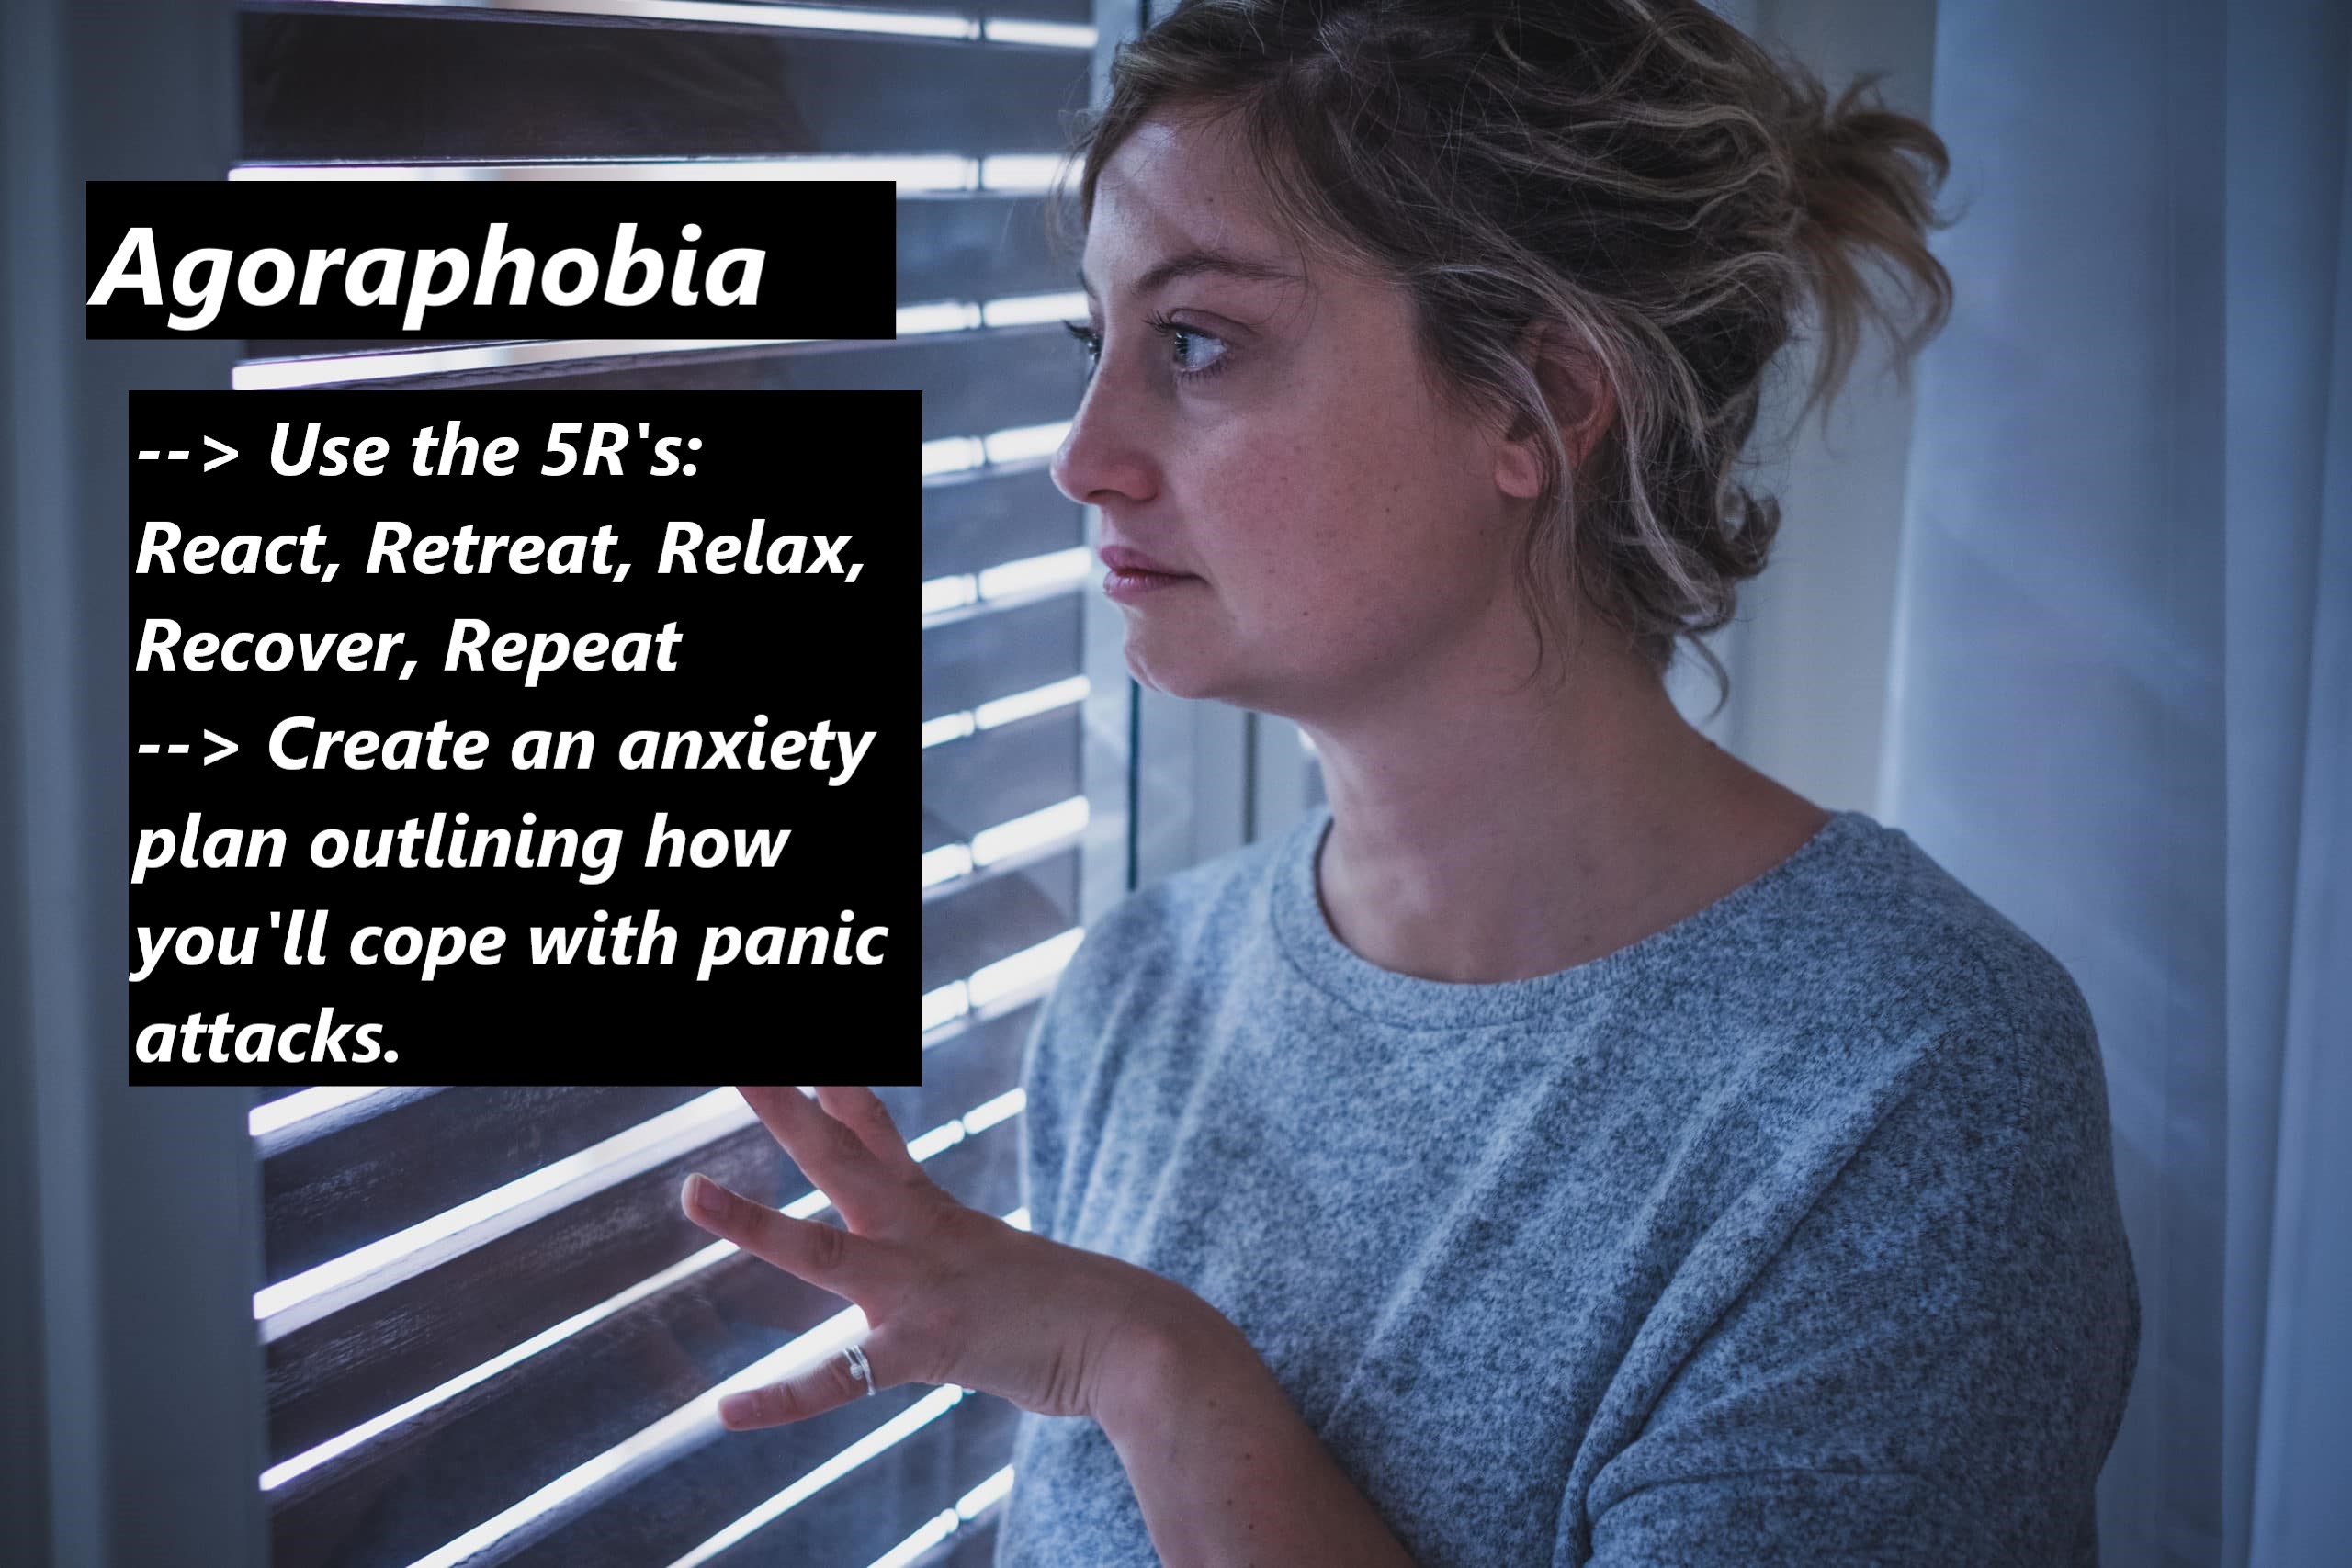 Agoraphobia
--> Use the 5R's:
React, Retreat, Relax,
Recover, Repeat
--> Create an anxiety
plan outlining how
you'll cope with panic
attacks.